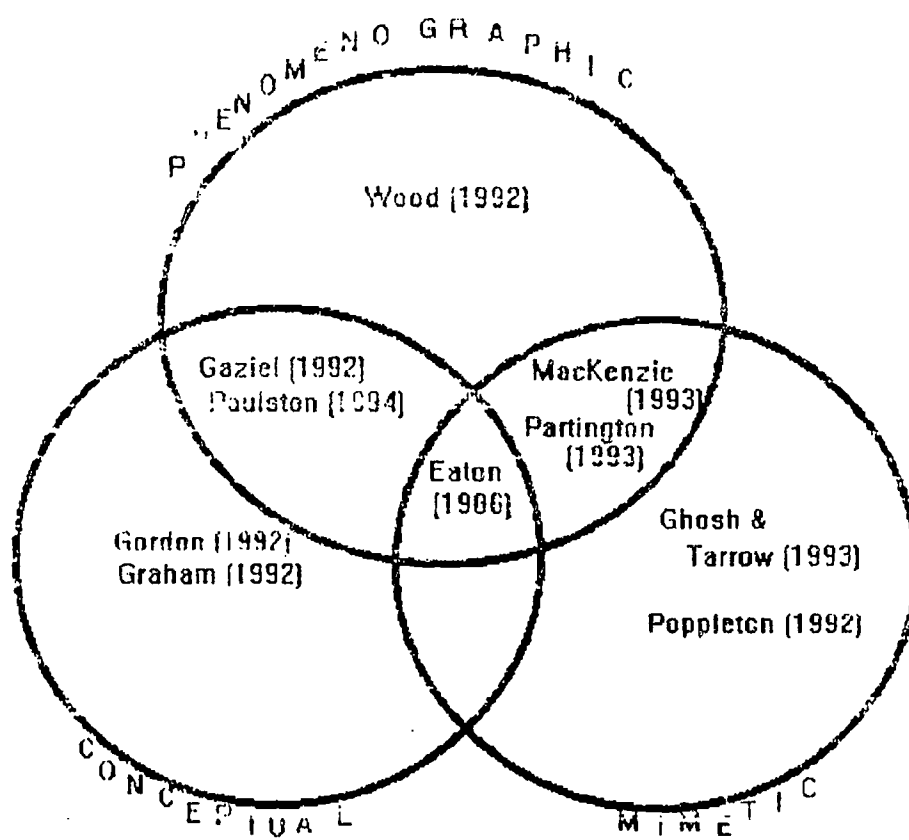 PHENOMENOGRAPHIC
Wood (1992)
Gaziel (1992)
Paulston (1994)
MacKenzie
(1993)
Partington
(1993)
Eaton
(1986)
Gordon (1992)
Graham (1992)
Ghosh &
Tarrow (1993)
Poppleton (1992)
CONCEPTUAL
MIMETIC